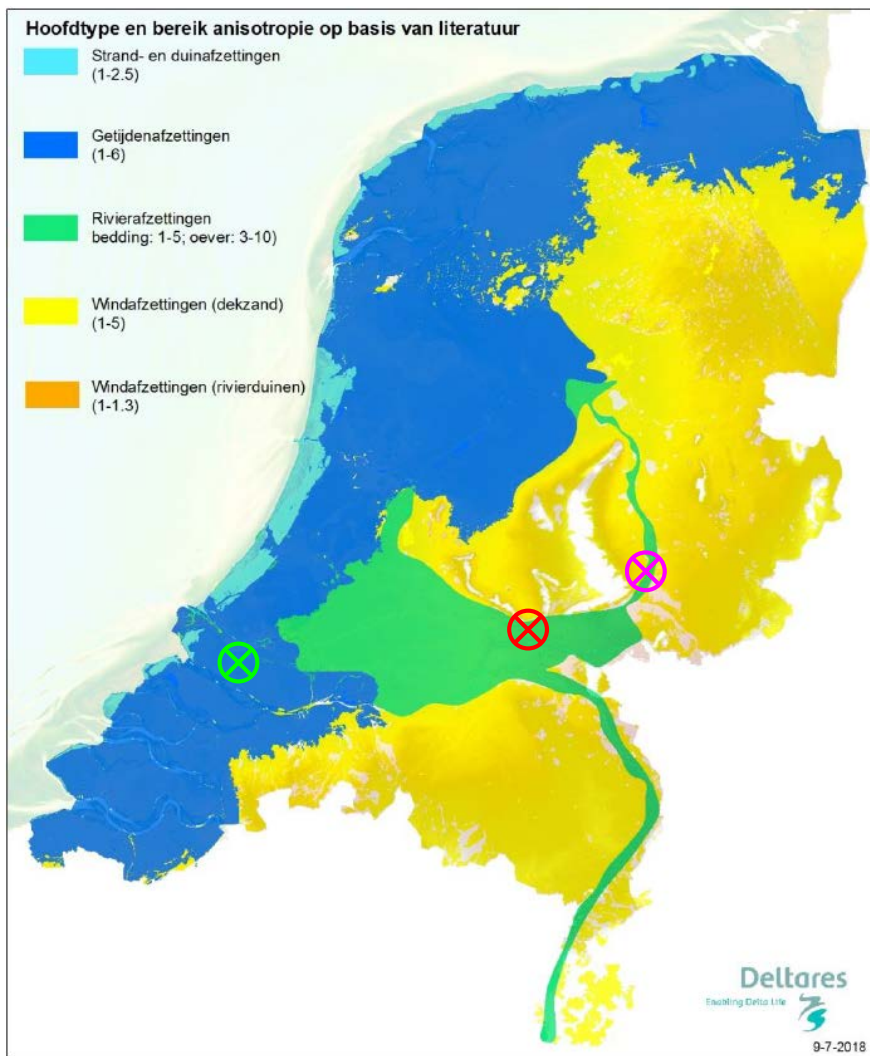 Hoofdtype en bereik anisotropie op basis van literatuur
Strand- en duinafzettingen
(1-2.5)
Getijdenafzettingen
(1-6)
Rivierafzettingen
bedding: 1-5; oever: 3-10)
Windafzettingen (dekzand)
(1-5)
Windafzettingen (rivierduinen)
(1-1.3)
Deltares
Enabling Delta Life
9-7-2018